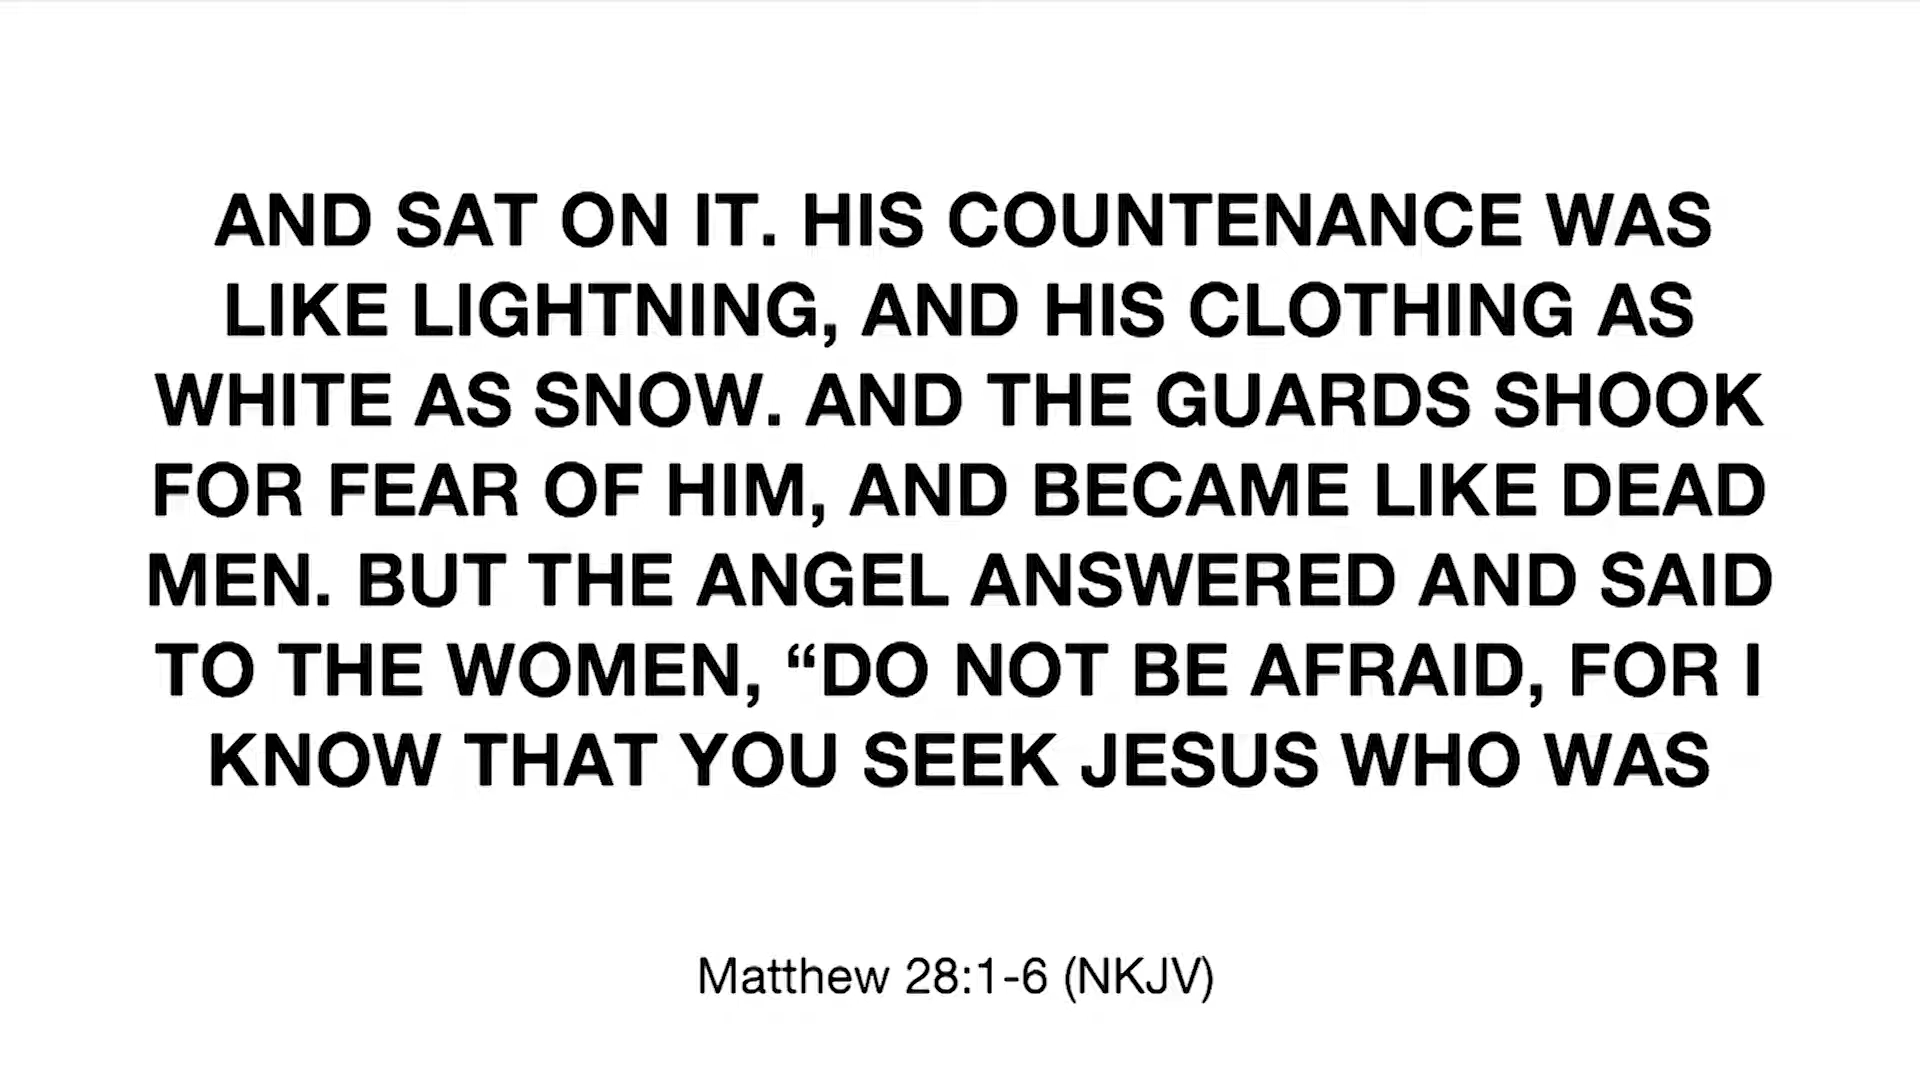 AND SAT ON IT. HIS COUNTENANCE WAS
LIKE LIGHTNING, AND HIS CLOTHING AS
WHITE AS SNOW. AND THE GUARDS SHOOK
FOR FEAR OF HIM, AND BECAME LIKE DEAD
MEN. BUT THE ANGEL ANSWERED AND SAID
TO THE WOMEN, “DO NOT BE AFRAID, FOR I
KNOW THAT YOU SEEK JESUS WHO WAS
Matthew 28:1-6 (NKJV)